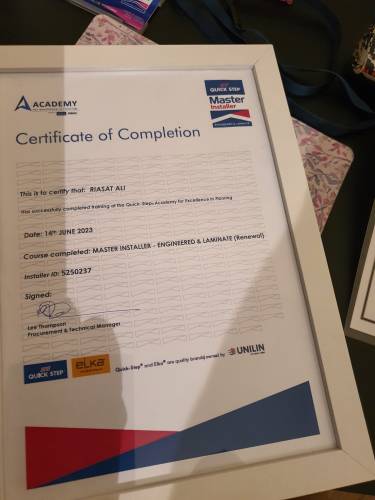 ACADEMY
QUICK STEP
Master
Installer
ENGINEERED & LAMINATE
Certificate of Completion
This is to certify that: RIASAT ALI
Has successfully completed training at the Quick-Step Academy for Excellence in Flooring
Date: 14th JUNE 2023
Course completed: MASTER INSTALLER - ENGINEERED & LAMINATE (Renewal)
Installer ID: 5250237
Signed:
Lee Thompson
Procurement & Technical Manager
QUICK STEP
ELKA
Quick-Step® and Elka® are quality brands owned by
UNILIN